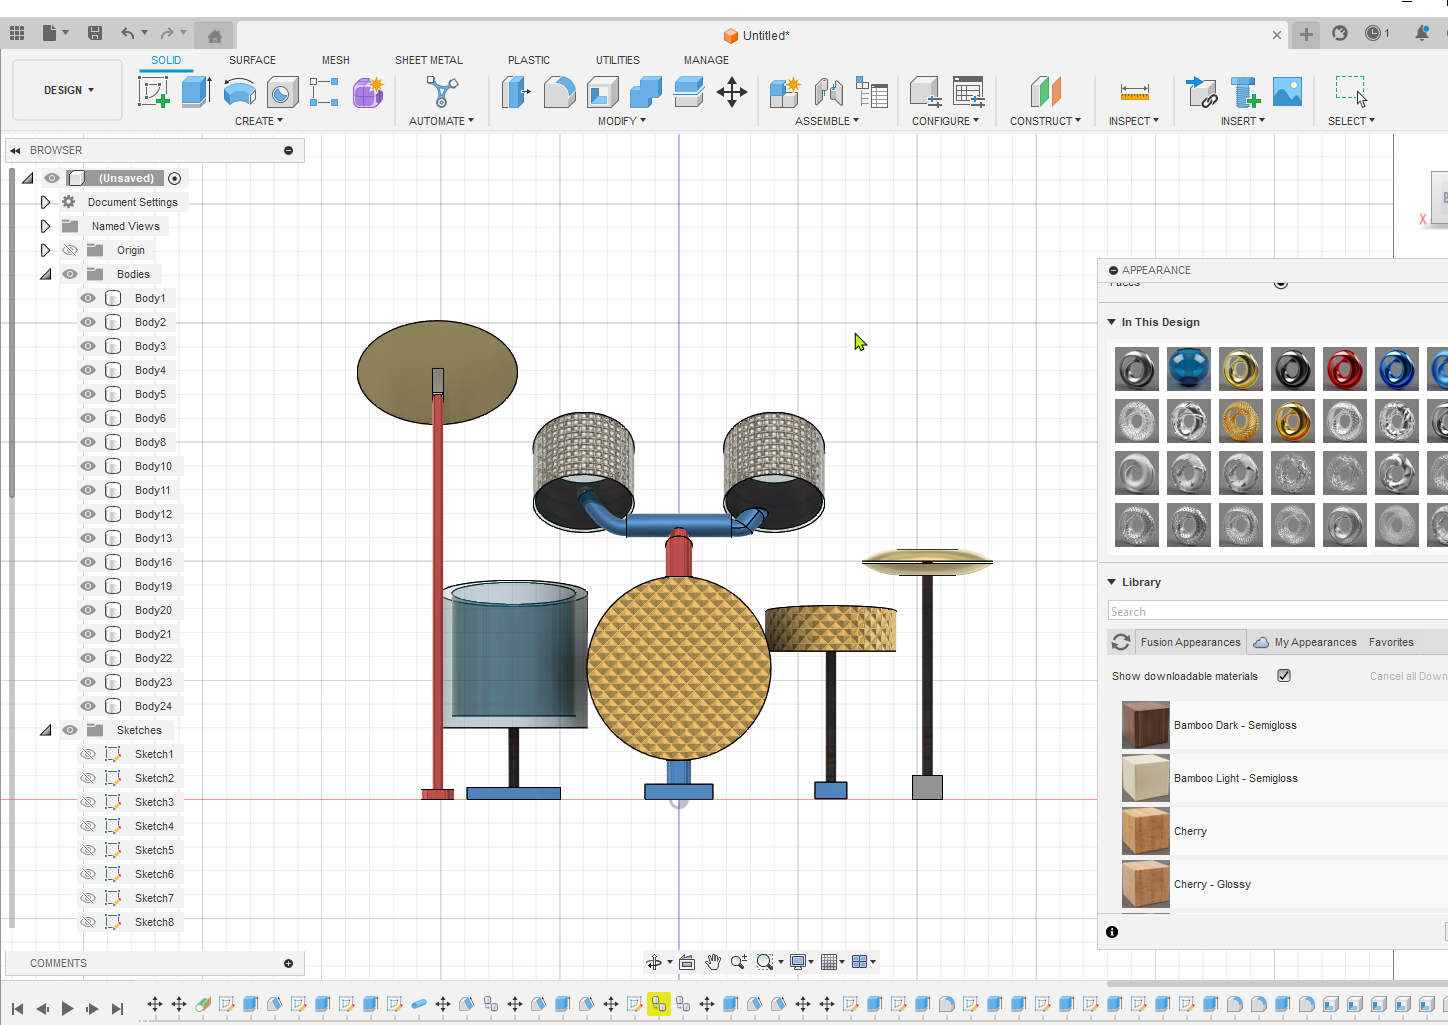 Untitled*
1
DESIGN
SOLID
SURFACE
MESH
SHEET METAL
PLASTIC
UTILITIES
MANAGE
CREATE
AUTOMATE
MODIFY
ASSEMBLE
CONFIGURE
CONSTRUCT
INSPECT
INSERT
SELECT
BROWSER
(Unsaved)
Document Settings
Named Views
Origin
Bodies
Body1
Body2
Body3
Body4
Body5
Body6
Body8
Body10
Body11
Body12
Body13
Body16
Body19
Body20
Body21
Body22
Body23
Body24
Sketches
Sketch1
Sketch2
Sketch3
Sketch4
Sketch5
Sketch6
Sketch7
Sketch8
COMMENTS
X
APPEARANCE
Faces
In This Design
Library
Search
Fusion Appearances
My Appearances
Favorites
Show downloadable materials
Cancel all Down
Bamboo Dark - Semigloss
Bamboo Light - Semigloss
Cherry
Cherry - Glossy